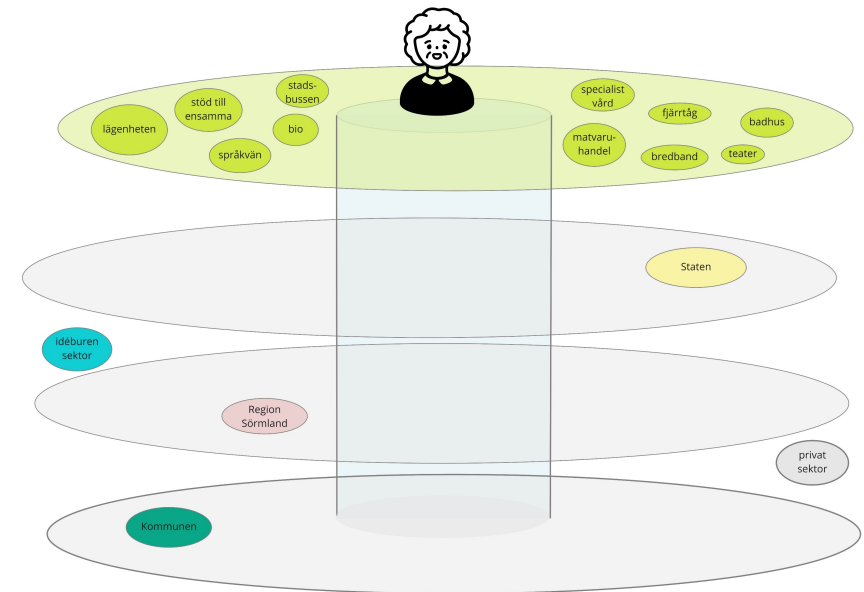 lägenheten
stöd till
ensamma
språkvän
stads-
bussen
bio
specialist
vård
matvaru-
handel
fjärrtåg
bredband
badhus
teater
Staten
idéburen
sektor
Region
Sörmland
privat
sektor
Kommunen